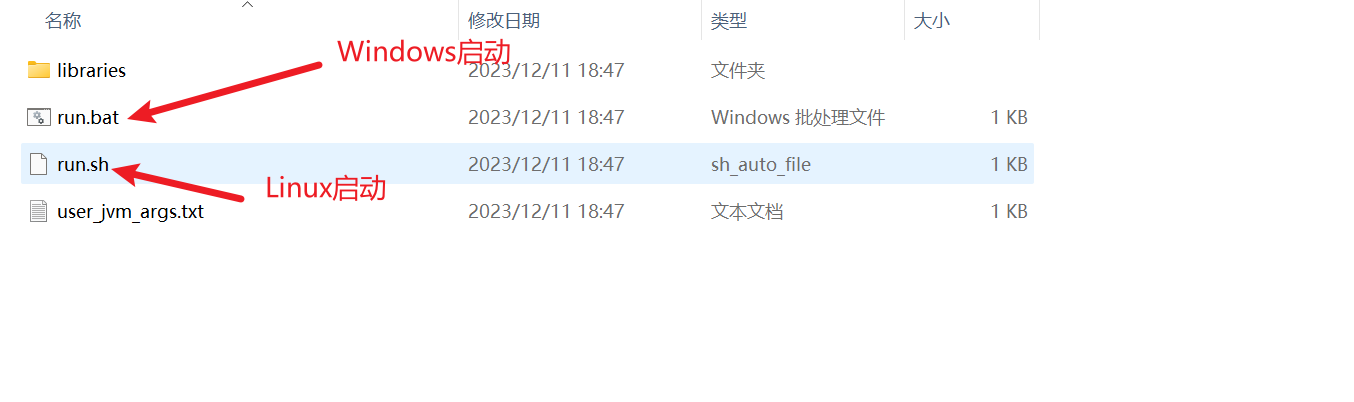 名称 修改日期 类型 大小
Windows启动
libraries 2023/12/11 18:47 文件夹
run.bat 2023/12/11 18:47 Windows 批处理文件 1 KB
run.sh 2023/12/11 18:47 sh_auto_file 1 KB
Linux启动
user_jvm_args.txt 2023/12/11 18:47 文本文档 1 KB